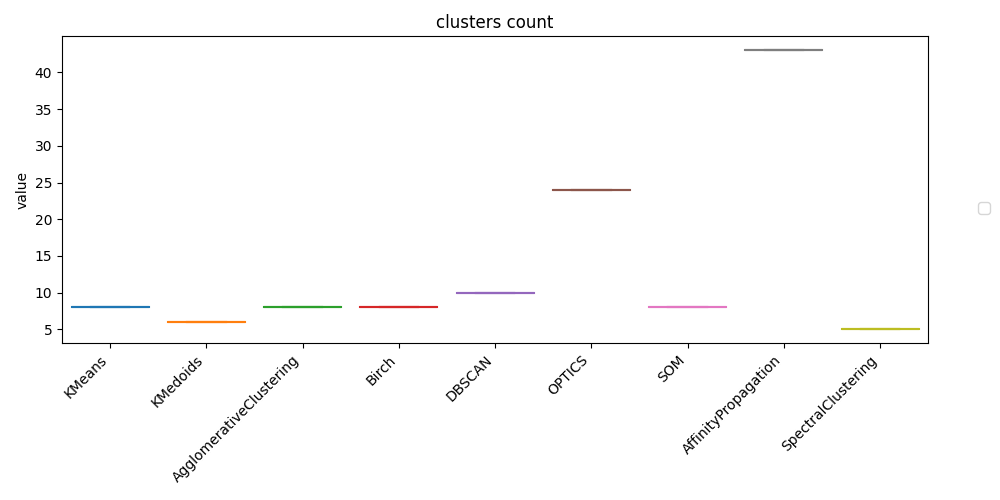 clusters count
value
40
35
30
25
20
15
10
5
KMeans
KMedoids
AgglomerativeClustering
Birch
DBSCAN
OPTICS
SOM
AffinityPropagation
SpectralClustering